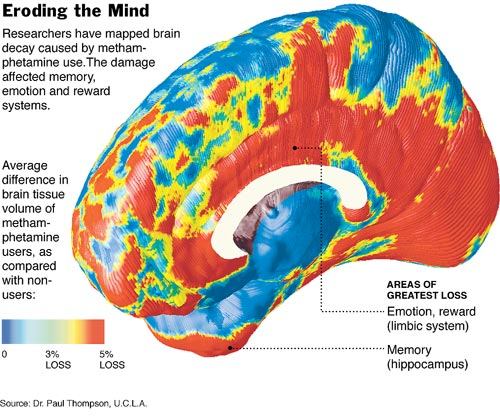 Eroding the Mind
Researchers have mapped brain
decay caused by metham-
phetamine use.The damage
affected memory,
emotion and reward
systems.
Average
difference in
brain tissue
volume of
metham-
phetamine
users, as
compared
with non-
users:
0
3%
LOSS
5%
LOSS
AREAS OF
GREATEST LOSS
Emotion, reward
(limbic system)
Memory
(hippocampus)
Source: Dr. Paul Thompson, U.C.L.A.